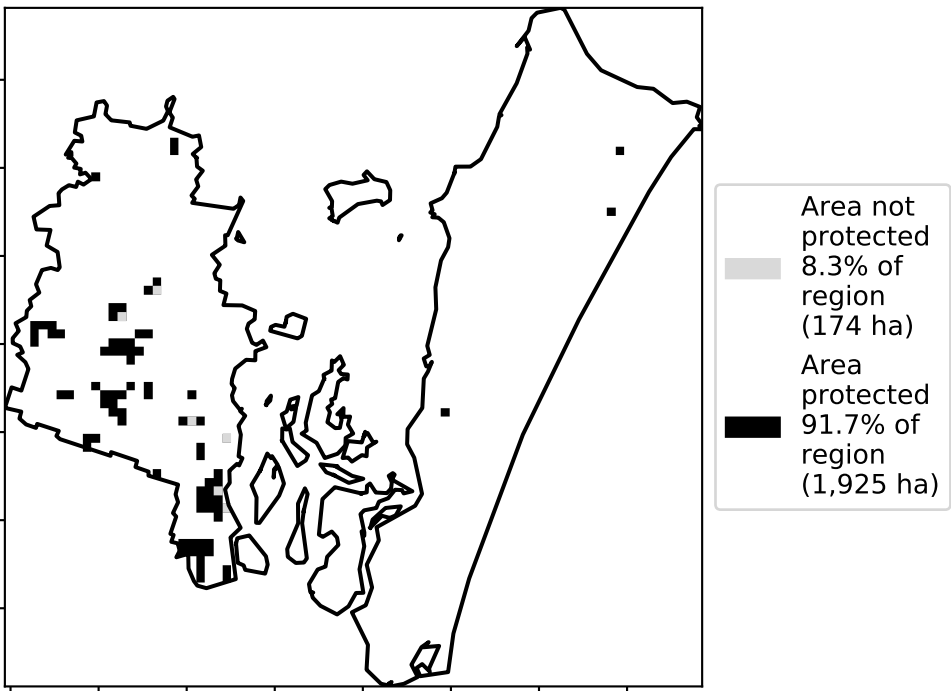 Area not
protected
8.3% of
region
(174 ha)
Area
protected
91.7% of
region
(1,925 ha)